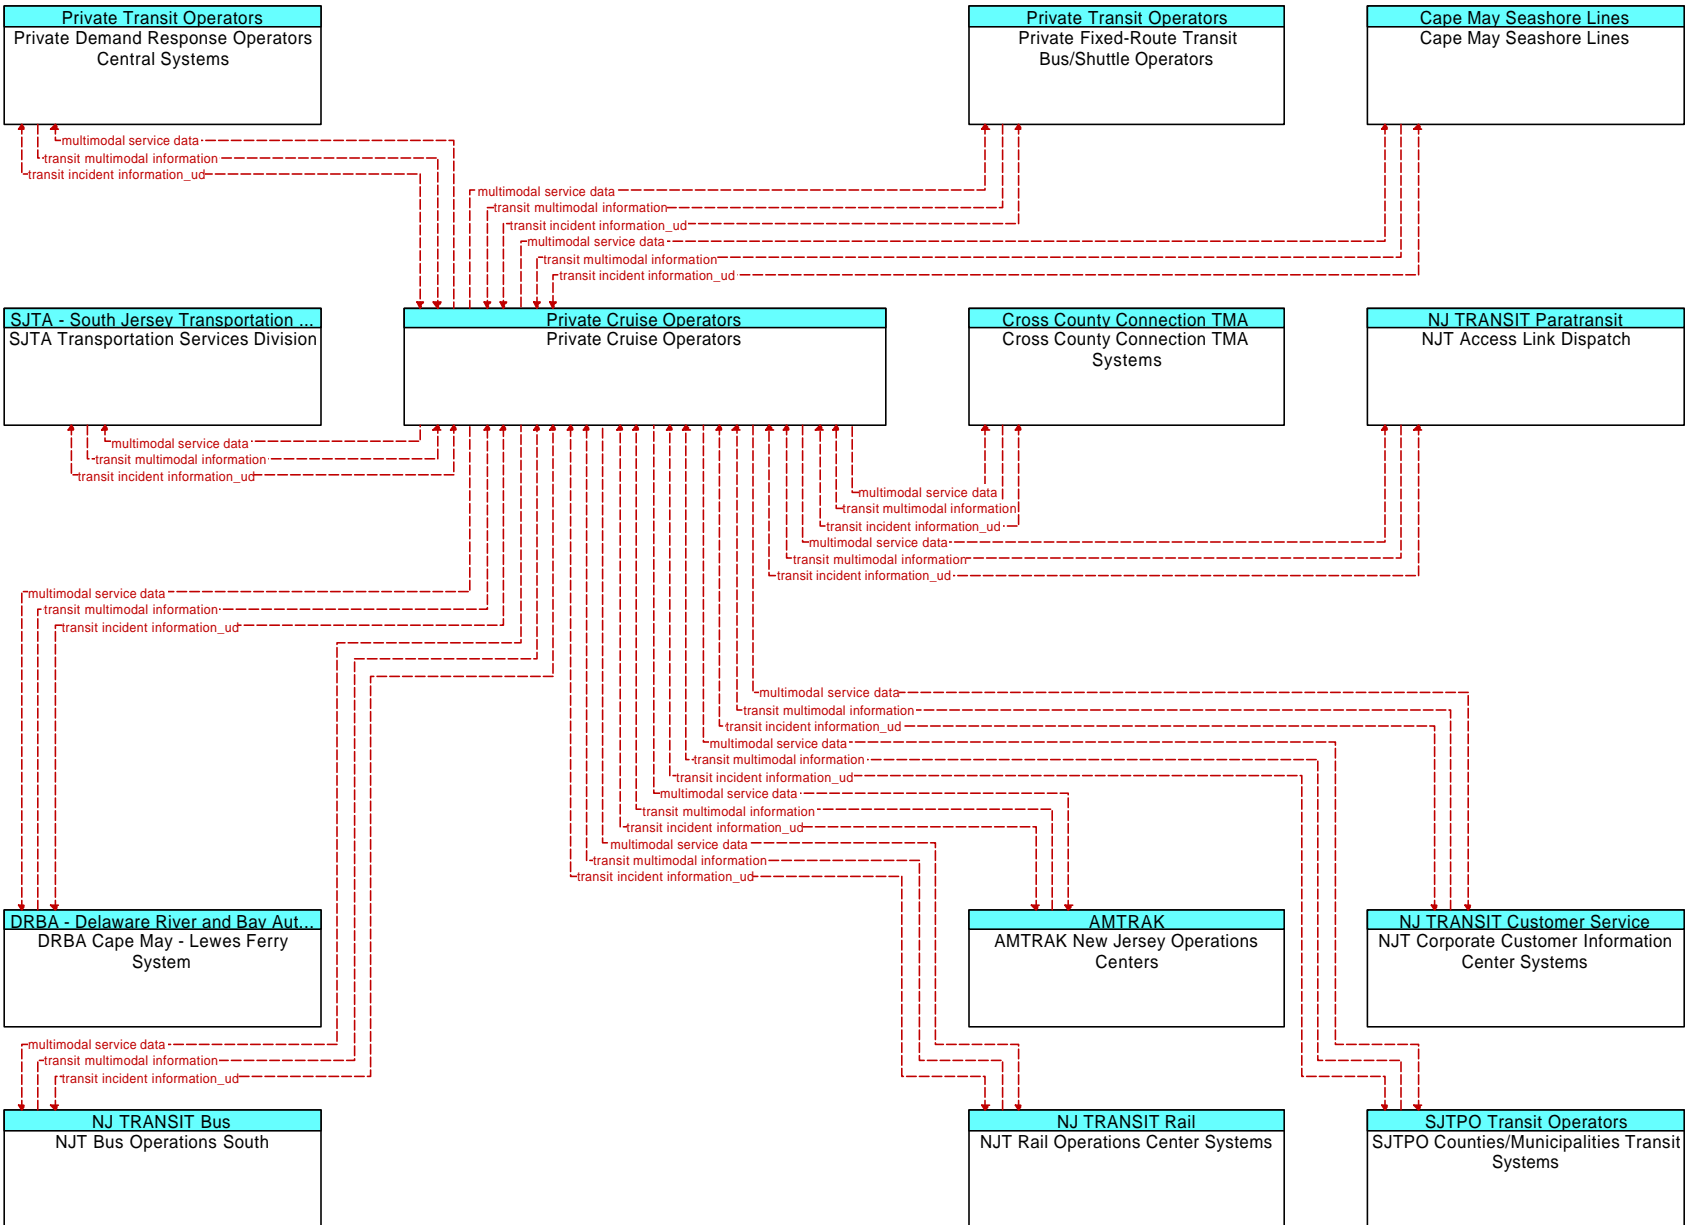 Private Transit Operators
Private Demand Response Operators
Central Systems
Private Transit Operators
Private Fixed-Route Transit
Bus/Shuttle Operators
Cape May Seashore Lines
Cape May Seashore Lines
multimodal service data
transit multimodal information
transit incident information_ud
multimodal service data
transit multimodal information
transit incident information_ud
multimodal service data
transit multimodal information
transit incident information_ud
SJTA - South Jersey Transportation ...
SJTA Transportation Services Division
Private Cruise Operators
Private Cruise Operators
Cross County Connection TMA
Cross County Connection TMA
Systems
NJ TRANSIT Paratransit
NJT Access Link Dispatch
multimodal service data
transit multimodal information
transit incident information_ud
multimodal service data
transit multimodal information
transit incident information_ud
multimodal service data
transit multimodal information
transit incident information_ud
multimodal service data
transit multimodal information
transit incident information_ud
multimodal service data
transit multimodal information
transit incident information_ud
multimodal service data
transit multimodal information
transit incident information_ud
multimodal service data
transit multimodal information
transit incident information_ud
multimodal service data
transit multimodal information
transit incident information_ud
DRBA - Delaware River and Bay Aut...
DRBA Cape May - Lewes Ferry
System
AMTRAK
AMTRAK New Jersey Operations
Centers
NJ TRANSIT Customer Service
NJT Corporate Customer Information
Center Systems
multimodal service data
transit multimodal information
transit incident information_ud
NJ TRANSIT Bus
NJT Bus Operations South
NJ TRANSIT Rail
NJT Rail Operations Center Systems
SJTPO Transit Operators
SJTPO Counties/Municipalities Transit
Systems